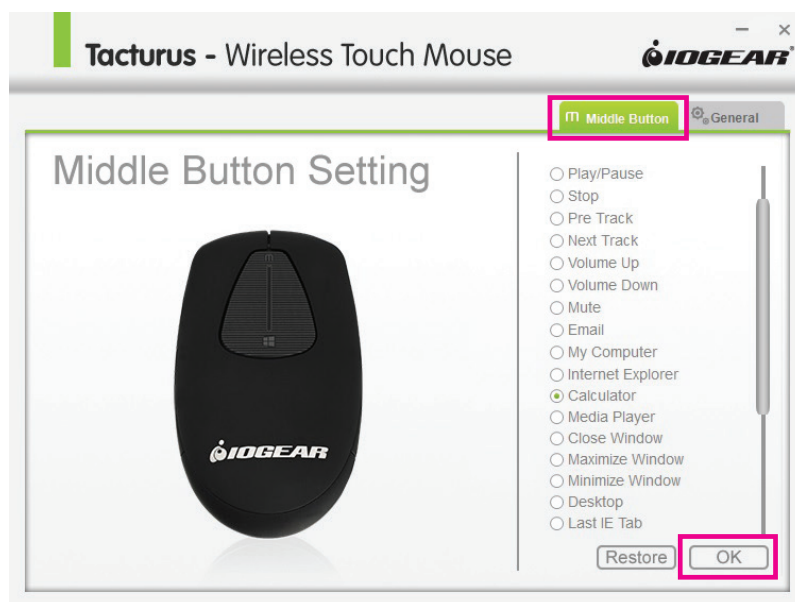 Tacturus - Wireless Touch Mouse
IOGEAR
m Middle Button
General
Middle Button Setting
m
IOGEAR
Play/Pause
Stop
Pre Track
Next Track
Volume Up
Volume Down
Mute
Email
My Computer
Internet Explorer
Calculator
Media Player
Close Window
Maximize Window
Minimize Window
Desktop
Last IE Tab
Restore
OK